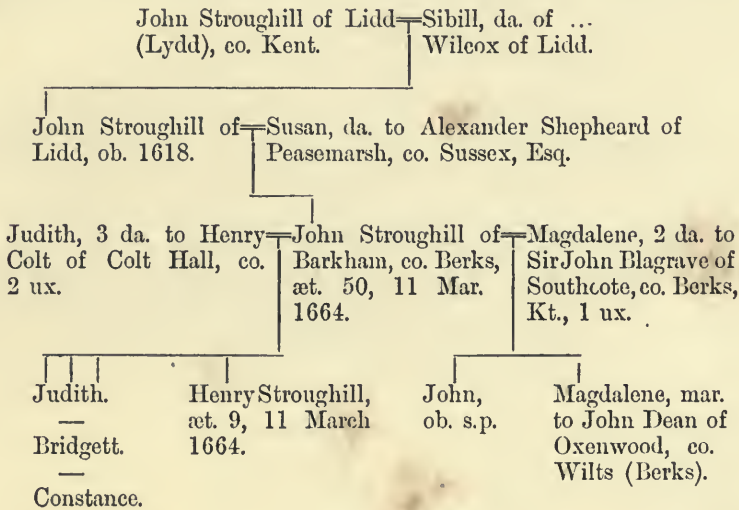 John Stroughill of Lidd=Sibill, da. of ...
(Lydd), co. Kent. Wilcox of Lidd.
John Stroughill of=Susan, da. to Alexander Shepheard of
Lidd, ob. 1618. Peasemarsh, co. Sussex, Esq.
Judith, 3 da. to Henry=John Stroughill of=Magdalene, 2 da. to
Colt of Colt Hall, co. Barkham, co. Berks, Sir John Blagrave of
2 ux. æt. 50, 11 Mar. Southcote, co. Berks,
1664. Kt., 1 ux.
Judith. Henry Stroughill, John, Magdalene, mar.
— æt. 9, 11 March ob. s.p. to John Dean of
Bridgett. 1664. Oxenwood, co.
— Wilts (Berks).
Constance.